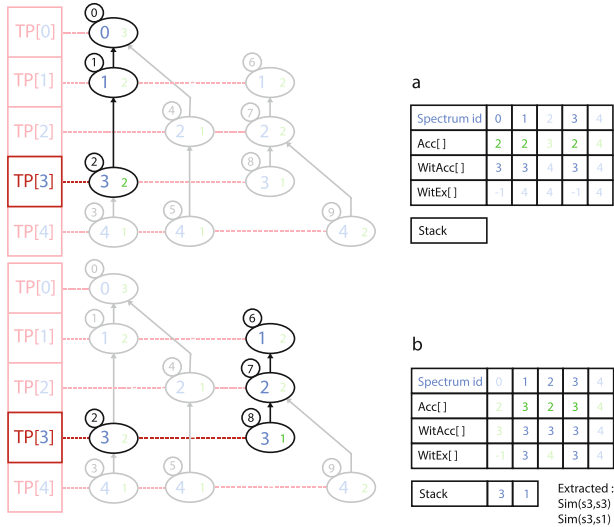 TP[0]
TP[1]
TP[2]
TP[3]
TP[4]
0
0 3
1
1 2
2
3 2
3
4 1
4
2 1
5
4 1
6
1 2
7
2 2
8
3 1
9
4 2
a
Spectrum id 0 1 2 3 4
Acc[ ] 2 2 3 2 4
WitAcc[ ] 3 3 4 3 4
WitEx[ ] -1 4 4 -1 4
Stack
TP[0]
TP[1]
TP[2]
TP[3]
TP[4]
0
0 3
1
1 2
2
3 2
3
4 1
4
2 1
5
4 1
6
1 2
7
2 2
8
3 1
9
4 2
b
Spectrum id 0 1 2 3 4
Acc[ ] 2 3 2 3 4
WitAcc[ ] 3 3 3 3 4
WitEx[ ] -1 3 4 3 4
Stack 3 1
Extracted :
Sim(s3,s3)
Sim(s3,s1)